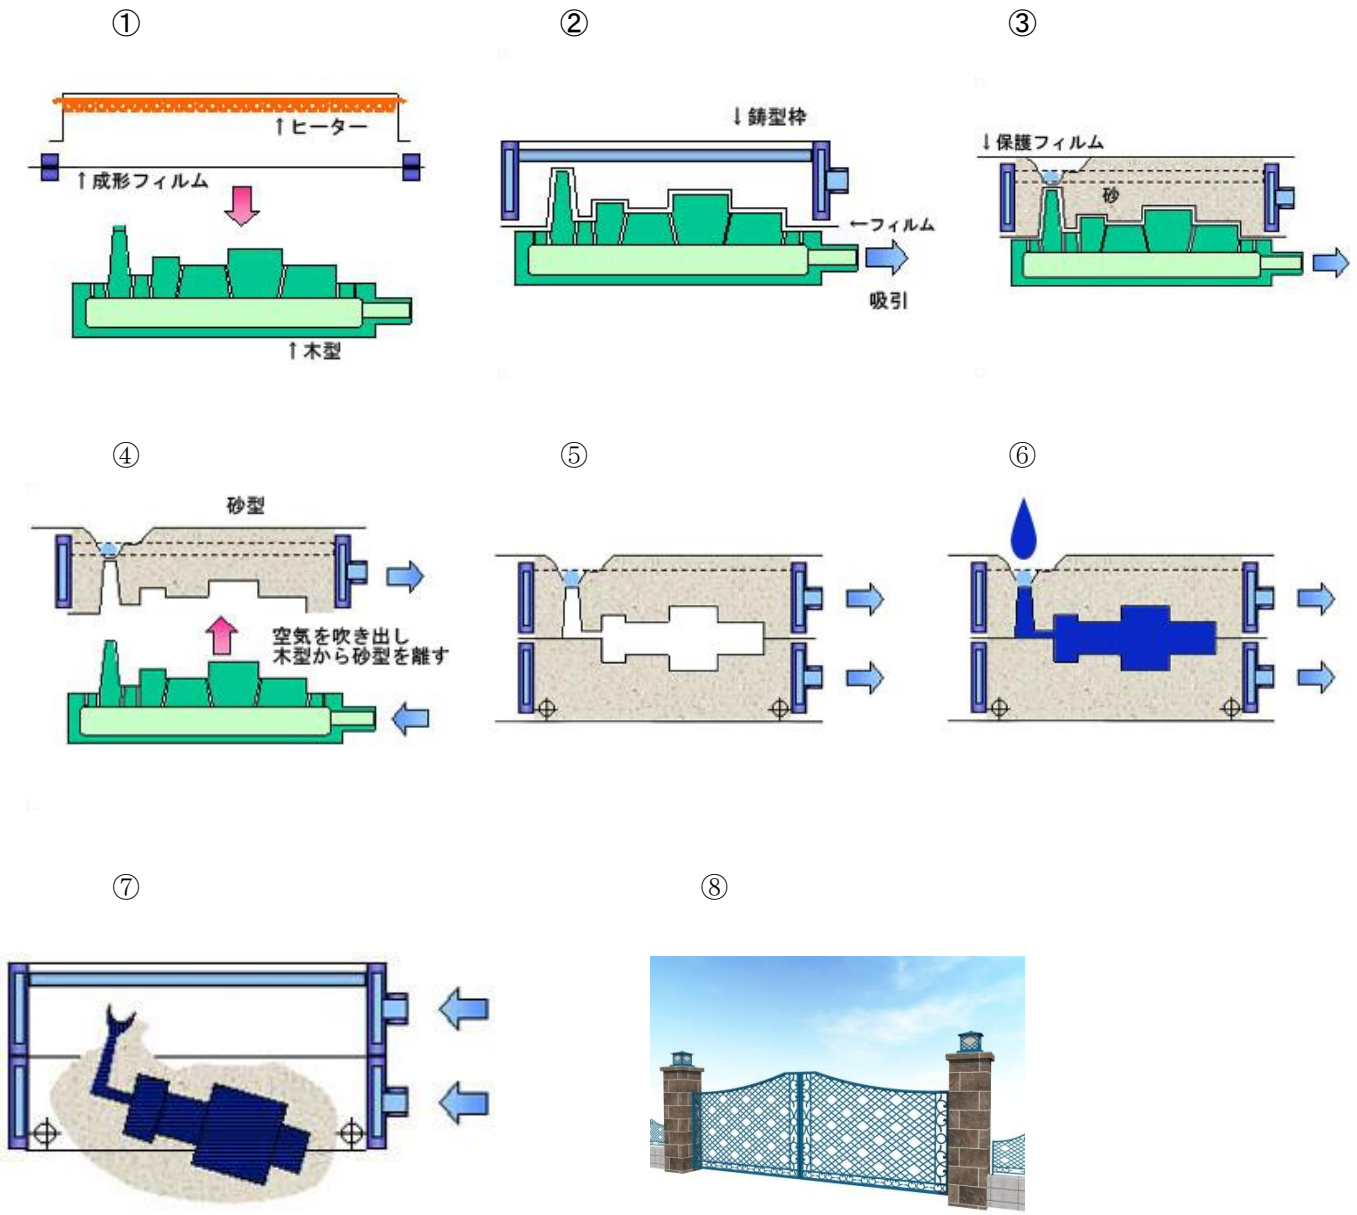 ①
②
③
↑ヒーター
↑成形フィルム
↑木型
↓鋳型枠
←フィルム
吸引
↓保護フィルム
砂
④
⑤
⑥
砂型
空気を吹き出し
木型から砂型を離す
⑦
⑧